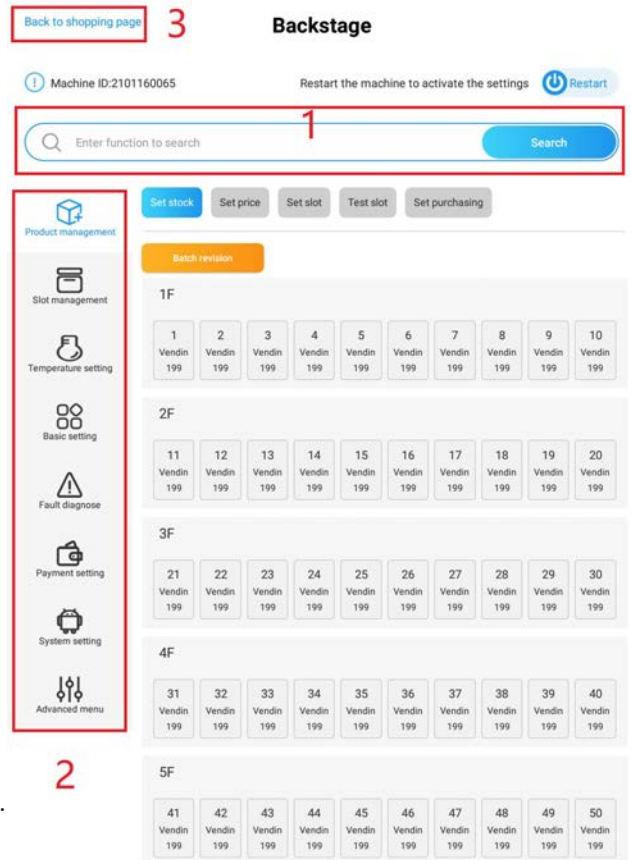 Back to shopping page
3
Backstage
Machine ID:2101160065
Restart the machine to activate the settings
Restart
1
Enter function to search
Search
Product management
Slot management
Temperature setting
Basic setting
Fault diagnose
Payment setting
System setting
Advanced menu
2
.
Set stock Set price Set slot Test slot Set purchasing
Batch revision
1F
1 2 3 4 5 6 7 8 9 10
Vendin Vendin Vendin Vendin Vendin Vendin Vendin Vendin Vendin Vendin
199 199 199 199 199 199 199 199 199 199
2F
11 12 13 14 15 16 17 18 19 20
Vendin Vendin Vendin Vendin Vendin Vendin Vendin Vendin Vendin Vendin
199 199 199 199 199 199 199 199 199 199
3F
21 22 23 24 25 26 27 28 29 30
Vendin Vendin Vendin Vendin Vendin Vendin Vendin Vendin Vendin Vendin
199 199 199 199 199 199 199 199 199 199
4F
31 32 33 34 35 36 37 38 39 40
Vendin Vendin Vendin Vendin Vendin Vendin Vendin Vendin Vendin Vendin
199 199 199 199 199 199 199 199 199 199
5F
41 42 43 44 45 46 47 48 49 50
Vendin Vendin Vendin Vendin Vendin Vendin Vendin Vendin Vendin Vendin
199 199 199 199 199 199 199 199 199 199